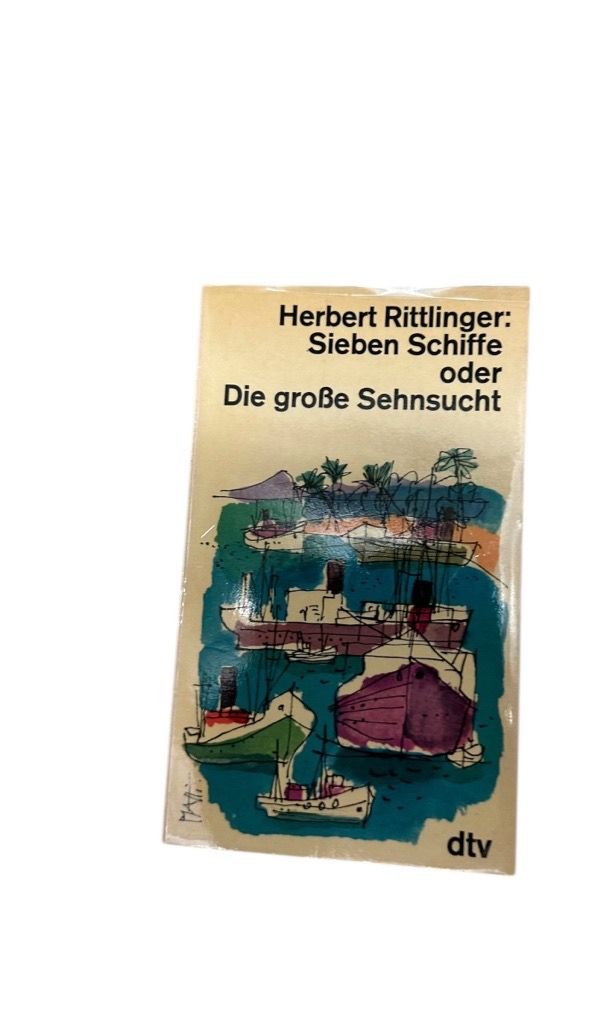 Herbert Rittlinger:
Sieben Schiffe
oder
Die große Sehnsucht
dtv